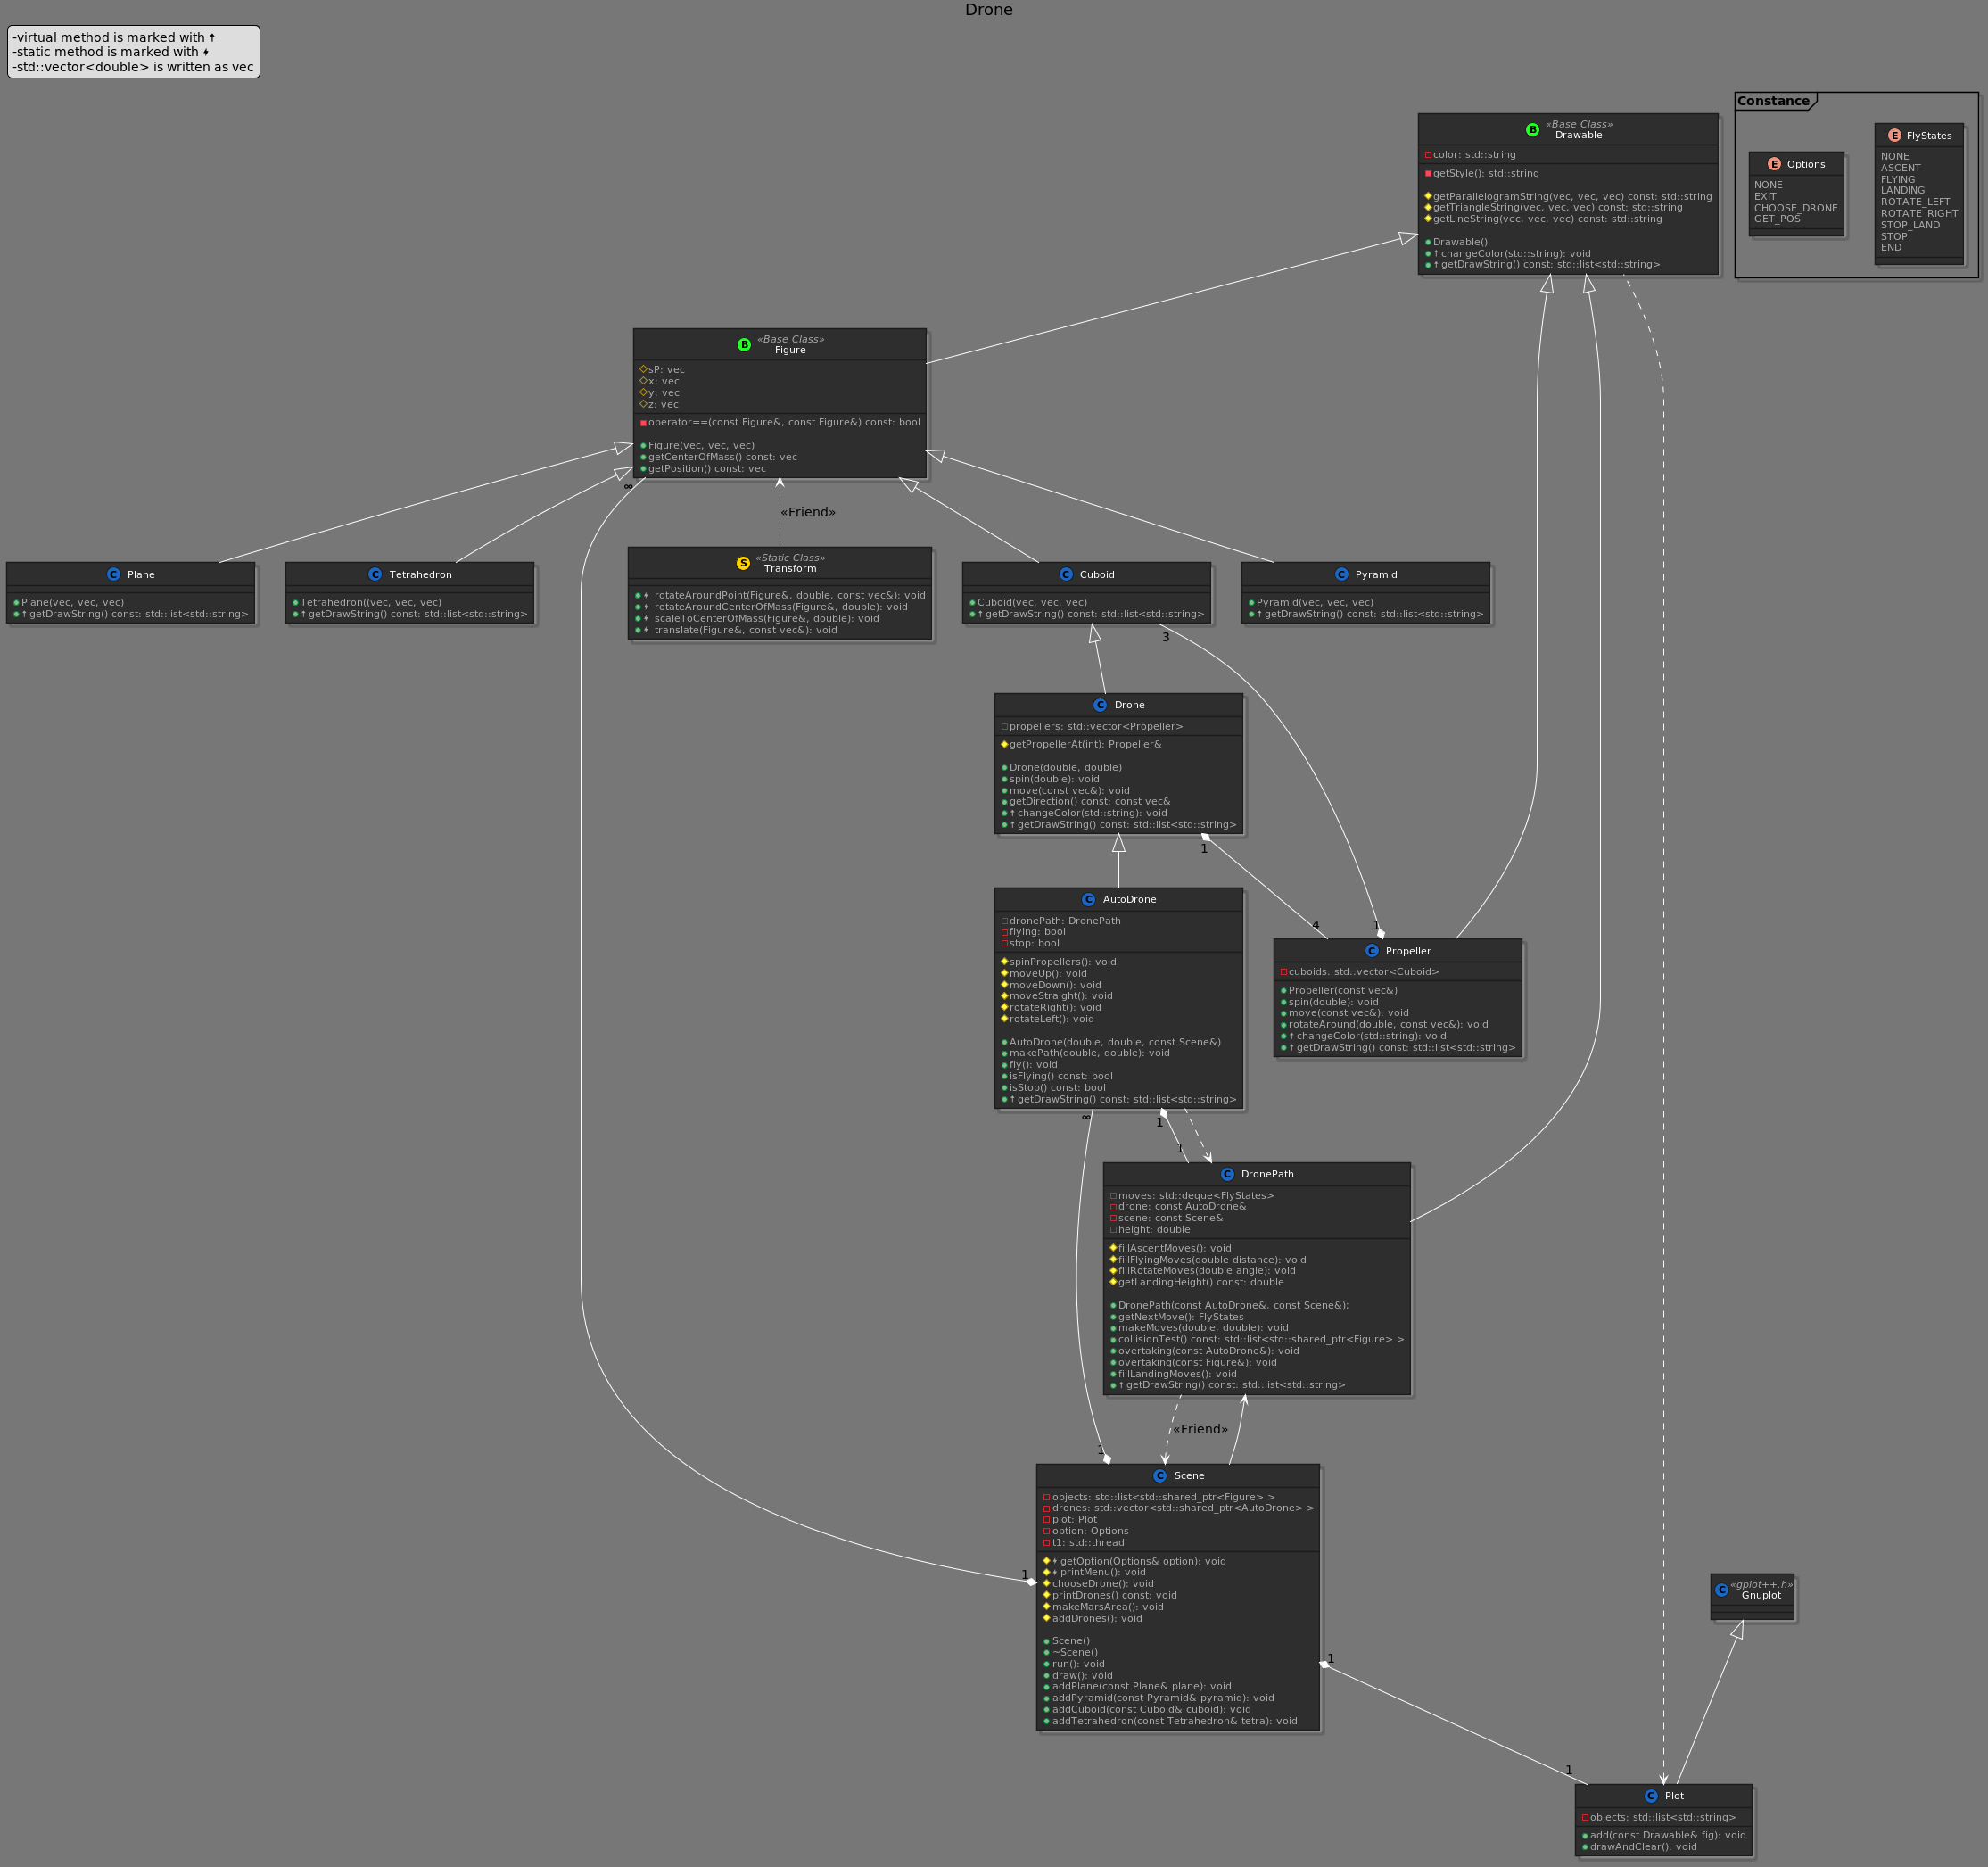 Drone
-virtual method is marked with ↑
-static method is marked with ⚡
-std::vector<double> is written as vec
Constance
E Options
NONE
EXIT
CHOOSE_DRONE
GET_POS
E FlyStates
NONE
ASCENT
FLYING
LANDING
ROTATE_LEFT
ROTATE_RIGHT
STOP_LAND
STOP
END
B «Base Class»
Drawable
color: std::string
getStyle(): std::string
getParallelogramString(vec, vec, vec) const: std::string
getTriangleString(vec, vec, vec) const: std::string
getLineString(vec, vec, vec) const: std::string
Drawable()
↑ changeColor(std::string): void
↑ getDrawString() const: std::list<std::string>
B «Base Class»
Figure
sP: vec
x: vec
y: vec
z: vec
operator==(const Figure&, const Figure&) const: bool
Figure(vec, vec, vec)
getCenterOfMass() const: vec
getPosition() const: vec
∞
«Friend»
C Plane
Plane(vec, vec, vec)
↑ getDrawString() const: std::list<std::string>
C Tetrahedron
Tetrahedron((vec, vec, vec)
↑ getDrawString() const: std::list<std::string>
S «Static Class»
Transform
⚡ rotateAroundPoint(Figure&, double, const vec&): void
⚡ rotateAroundCenterOfMass(Figure&, double): void
⚡ scaleToCenterOfMass(Figure&, double): void
⚡ translate(Figure&, const vec&): void
C Cuboid
Cuboid(vec, vec, vec)
↑ getDrawString() const: std::list<std::string>
3
C Pyramid
Pyramid(vec, vec, vec)
↑ getDrawString() const: std::list<std::string>
C Drone
propellers: std::vector<Propeller>
getPropellerAt(int): Propeller&
Drone(double, double)
spin(double): void
move(const vec&): void
getDirection() const: const vec&
↑ changeColor(std::string): void
↑ getDrawString() const: std::list<std::string>
1
4
1
C AutoDrone
dronePath: DronePath
flying: bool
stop: bool
spinPropellers(): void
moveUp(): void
moveDown(): void
moveStraight(): void
rotateRight(): void
rotateLeft(): void
AutoDrone(double, double, const Scene&)
makePath(double, double): void
fly(): void
isFlying() const: bool
isStop() const: bool
↑ getDrawString() const: std::list<std::string>
C Propeller
cuboids: std::vector<Cuboid>
Propeller(const vec&)
spin(double): void
move(const vec&): void
rotateAround(double, const vec&): void
↑ changeColor(std::string): void
↑ getDrawString() const: std::list<std::string>
∞
1
1
C DronePath
moves: std::deque<FlyStates>
drone: const AutoDrone&
scene: const Scene&
height: double
fillAscentMoves(): void
fillFlyingMoves(double distance): void
fillRotateMoves(double angle): void
getLandingHeight() const: double
DronePath(const AutoDrone&, const Scene&);
getNextMove(): FlyStates
makeMoves(double, double): void
collisionTest() const: std::list<std::shared_ptr<Figure> >
overtaking(const AutoDrone&): void
overtaking(const Figure&): void
fillLandingMoves(): void
↑ getDrawString() const: std::list<std::string>
«Friend»
1
C Scene
objects: std::list<std::shared_ptr<Figure> >
drones: std::vector<std::shared_ptr<AutoDrone> >
plot: Plot
option: Options
t1: std::thread
⚡ getOption(Options& option): void
⚡ printMenu(): void
chooseDrone(): void
printDrones() const: void
makeMarsArea(): void
addDrones(): void
Scene()
~Scene()
run(): void
draw(): void
addPlane(const Plane& plane): void
addPyramid(const Pyramid& pyramid): void
addCuboid(const Cuboid& cuboid): void
addTetrahedron(const Tetrahedron& tetra): void
1
1
1
C «gplot++.h»
Gnuplot
C Plot
objects: std::list<std::string>
add(const Drawable& fig): void
drawAndClear(): void